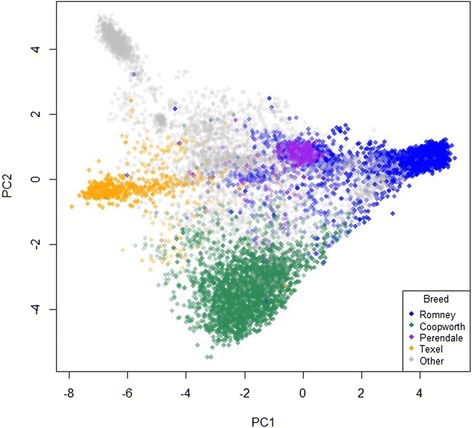 4
2
0
-2
-4
PC2
-8 -6 -4 -2 0 2 4
PC1
Breed
Romney
Coopworth
Perendale
Texel
Other